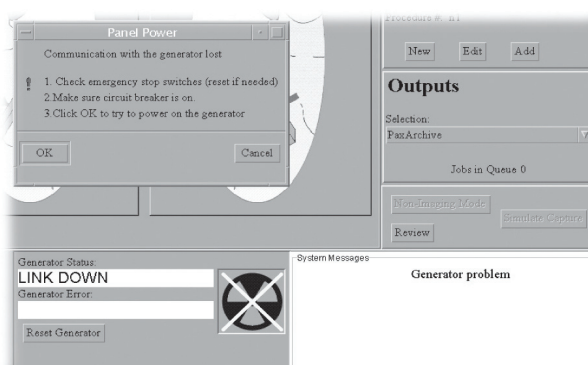 Panel Power
Communication with the generator lost
1. Check emergency stop switches (reset if needed)
2.Make sure circuit breaker is on.
3.Click OK to try to power on the generator
OK
Cancel
New
Edit
Add
Outputs
Selection:
PaxArchive
Jobs in Queue 0
Non-Imaging Mode
Simulate Capture
Review
Generator Status:
LINK DOWN
Generator Error:
Reset Generator
System Messages
Generator problem